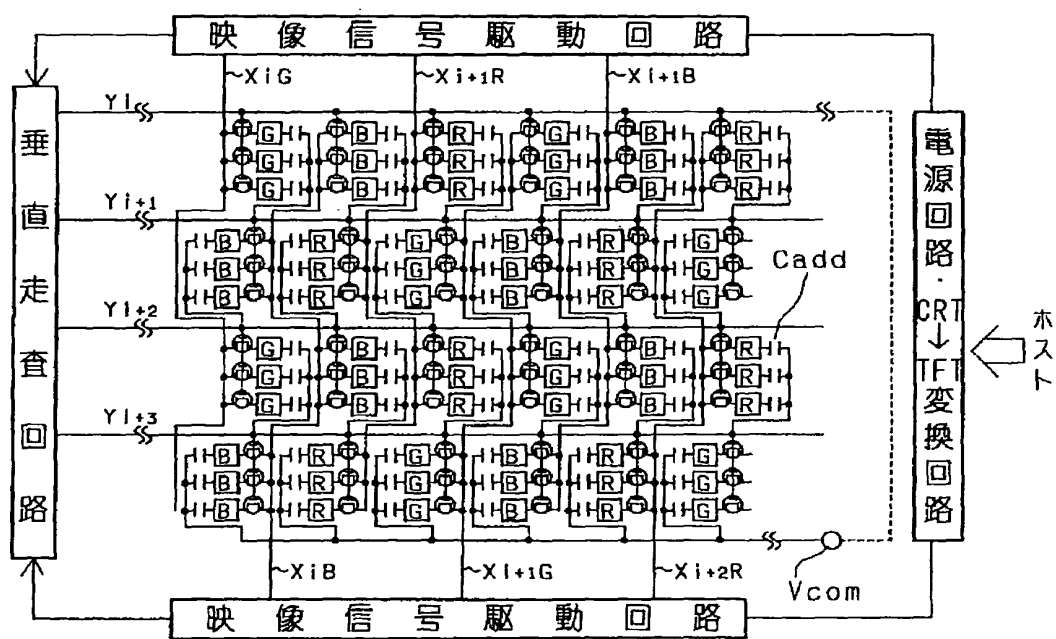 映像信号駆動回路
XiG
Xi+1R
Xi+1B
垂直走査回路
Yi
G B R G B R
G B R G B R
G B R G B R
Yi+1
B R G B R G
B R G B R G
B R G B R G
Cadd
Yi+2
G B R G B R
G B R G B R
G B R G B R
Yi+3
B R G B R G
B R G B R G
B R G B R G
XiB
Xi+1G
Xi+2R
Vcom
映像信号駆動回路
電源回路・CRT→TFT変換回路
ホスト